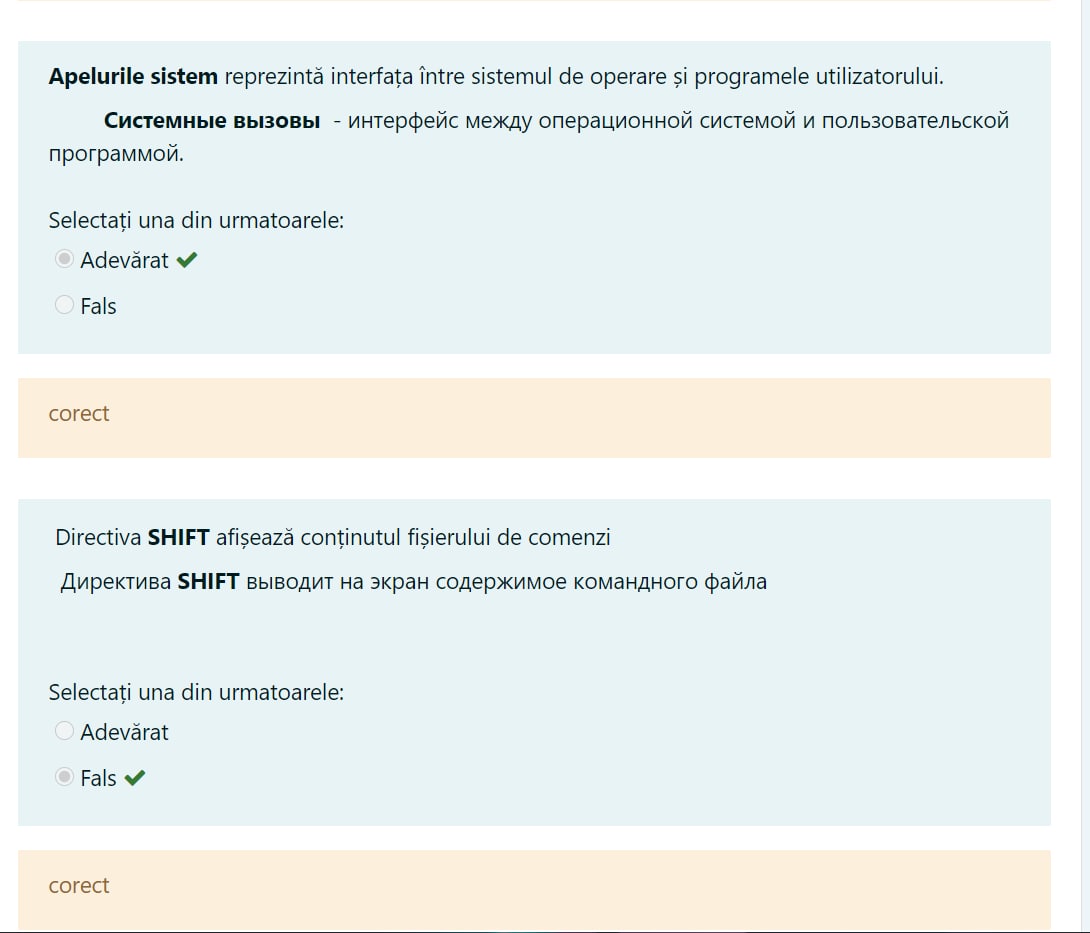 Apelurile sistem reprezintă interfața între sistemul de operare și programele utilizatorului.
Системные вызовы - интерфейс между операционной системой и пользовательской
программой.
Selectați una din urmatoarele:
Adevărat
Fals
corect
Directiva SHIFT afișează conținutul fișierului de comenzi
Директива SHIFT выводит на экран содержимое командного файла
Selectați una din urmatoarele:
Adevărat
Fals
corect